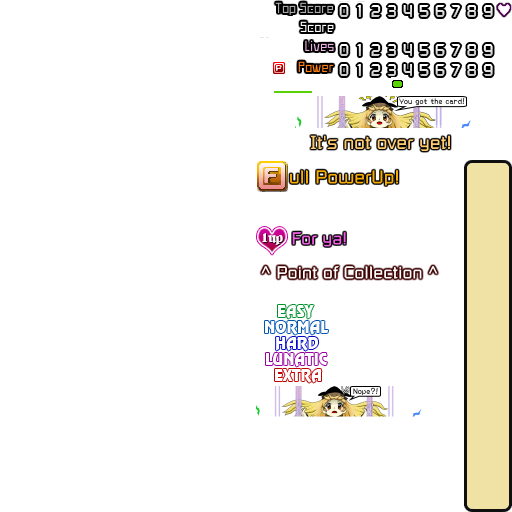 Top Score 0 1 2 3 4 5 6 7 8 9
Score
Lives 0 1 2 3 4 5 6 7 8 9
F Power 0 1 2 3 4 5 6 7 8 9
You got the card!
It's not over yet!
Full PowerUp!
1up For ya!
^ Point of Collection ^
EASY
NORMAL
HARD
LUNATIC
EXTRA
Nope?!